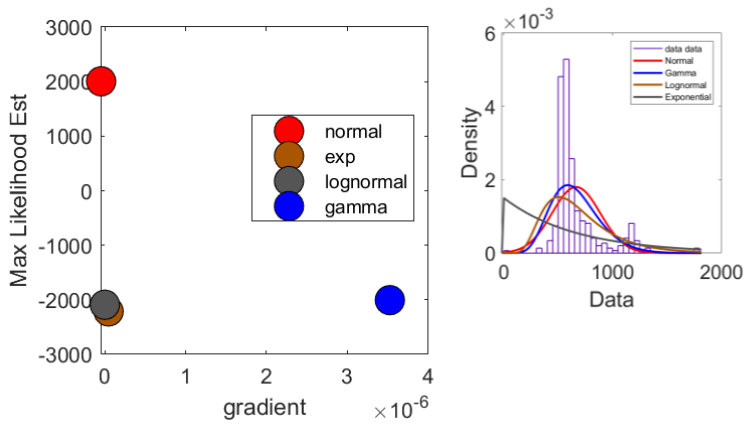 3000
2000
1000
0
-1000
-2000
-3000
Max Likelihood Est
normal
exp
lognormal
gamma
0
1
2
3
4
gradient
×10-6
×10-3
6
4
2
0
Density
data data
Normal
Gamma
Lognormal
Exponential
0
1000
2000
Data